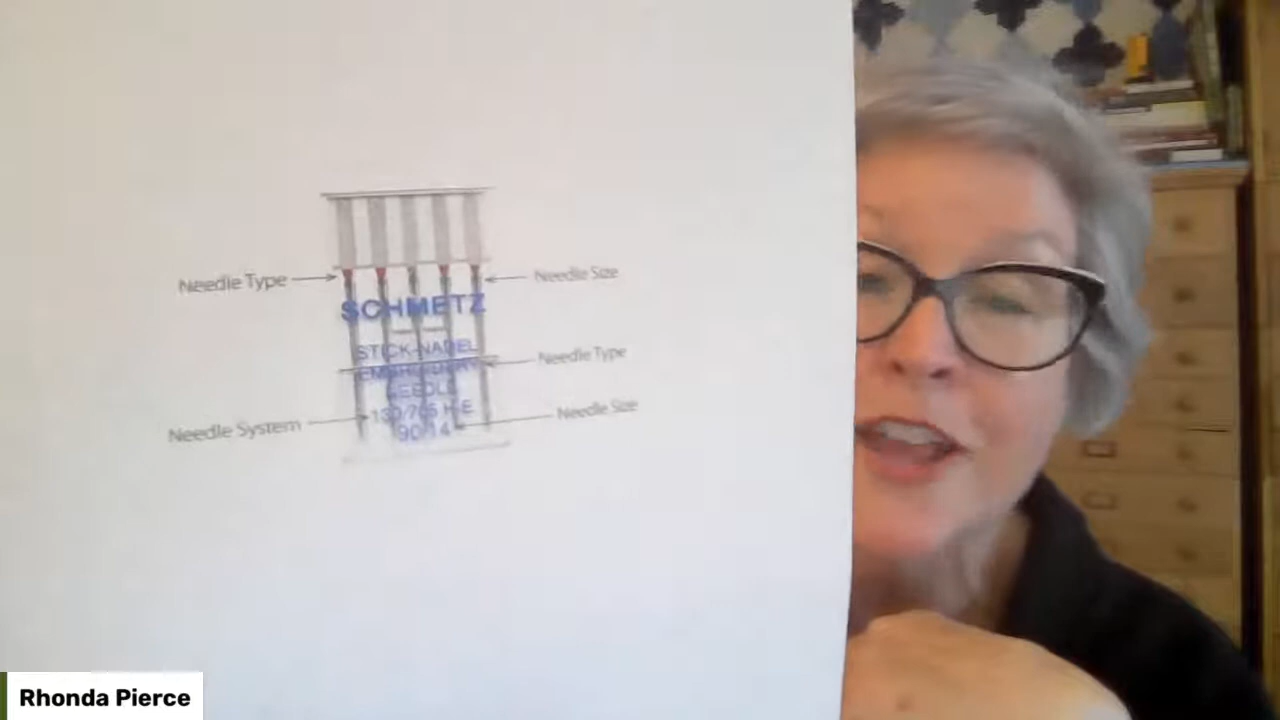 Needle Type
Needle Size
SCHMETZ
STICK-NADEL
Needle Type
EMBROIDERY
NEEDLE
Needle System
130/705 H-E
Needle Size
90/14
Rhonda Pierce